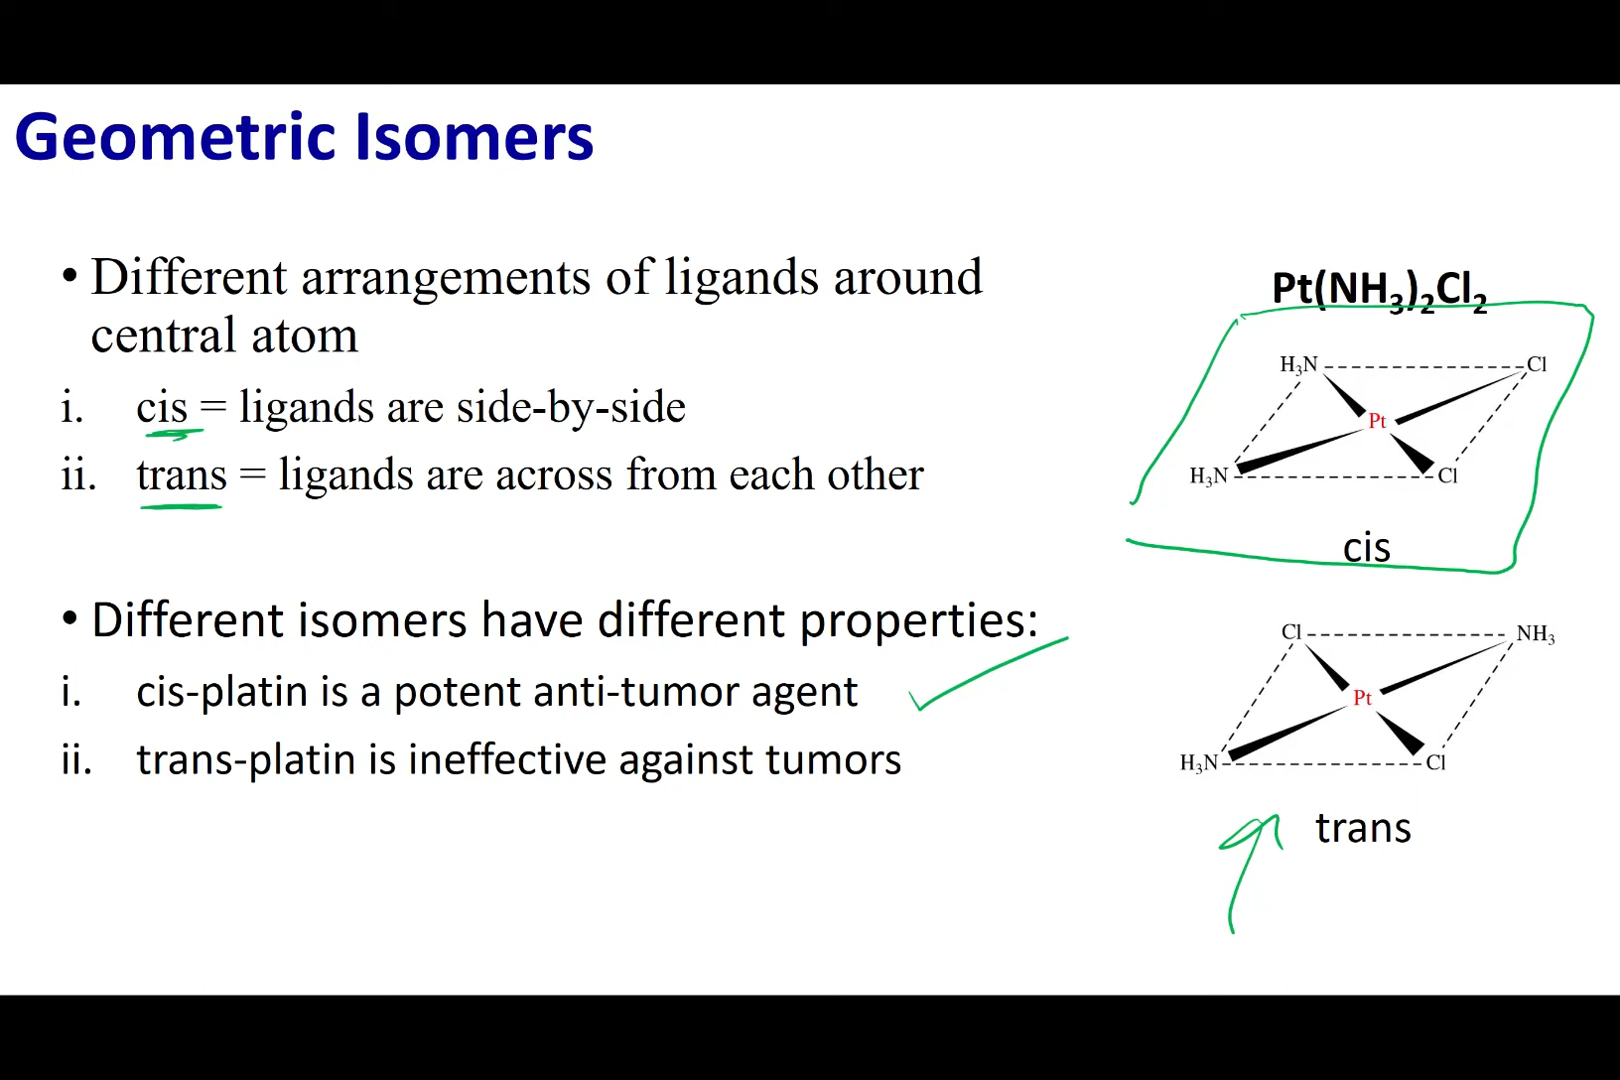 Geometric Isomers
• Different arrangements of ligands around
central atom
i. cis = ligands are side-by-side
ii. trans = ligands are across from each other
• Different isomers have different properties:
i. cis-platin is a potent anti-tumor agent
ii. trans-platin is ineffective against tumors
Pt(NH₃)₂Cl₂
H₃N Cl
Pt
H₃N Cl
cis
Cl NH₃
Pt
H₃N Cl
trans